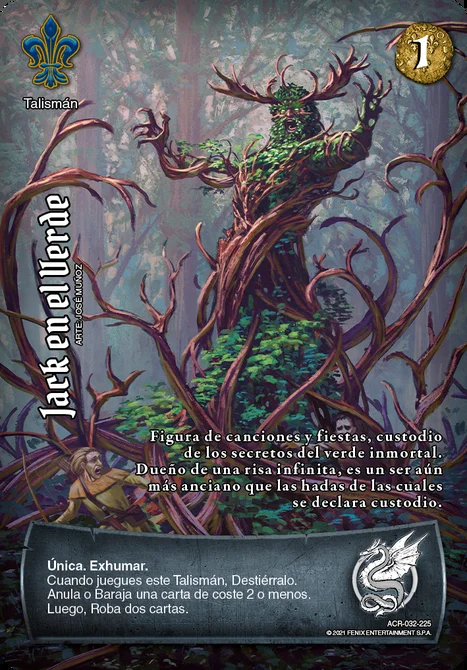 1
Talismán
Jack en el Verde
ARTE: JOSÉ MUÑOZ
Figura de canciones y fiestas, custodio
de los secretos del verde inmortal.
Dueño de una risa infinita, es un ser aún
más anciano que las hadas de las cuales
se declara custodio.
Única. Exhumar.
Cuando juegues este Talismán, Destiérralo.
Anula o Baraja una carta de coste 2 o menos.
Luego, Roba dos cartas.
ACR-032-225
© 2021 FENIX ENTERTAINMENT S.P.A.